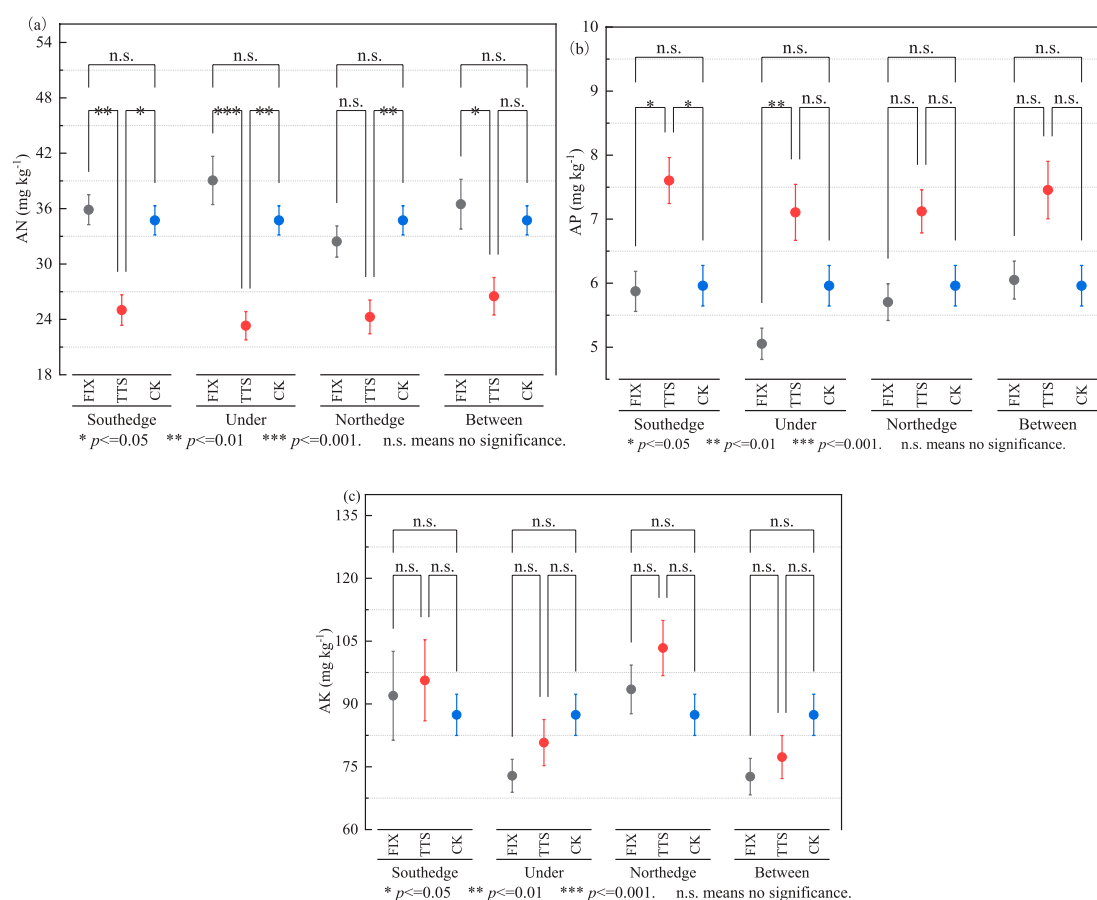 (a)
54
48
42
36
30
24
18
AN (mg kg-1)
n.s. n.s. n.s. n.s.
** * *** ** n.s. ** * n.s.
FIX TTS CK FIX TTS CK FIX TTS CK FIX TTS CK
Southedge Under Northedge Between
* p<=0.05 ** p<=0.01 *** p<=0.001. n.s. means no significance.
(b)
10
9
8
7
6
5
AP (mg kg-1)
n.s. n.s. n.s. n.s.
* * ** n.s. n.s. n.s. n.s. n.s.
FIX TTS CK FIX TTS CK FIX TTS CK FIX TTS CK
Southedge Under Northedge Between
* p<=0.05 ** p<=0.01 *** p<=0.001. n.s. means no significance.
(c)
135
120
105
90
75
60
AK (mg kg-1)
n.s. n.s. n.s. n.s.
n.s. n.s. n.s. n.s. n.s. n.s. n.s. n.s.
FIX TTS CK FIX TTS CK FIX TTS CK FIX TTS CK
Southedge Under Northedge Between
* p<=0.05 ** p<=0.01 *** p<=0.001. n.s. means no significance.